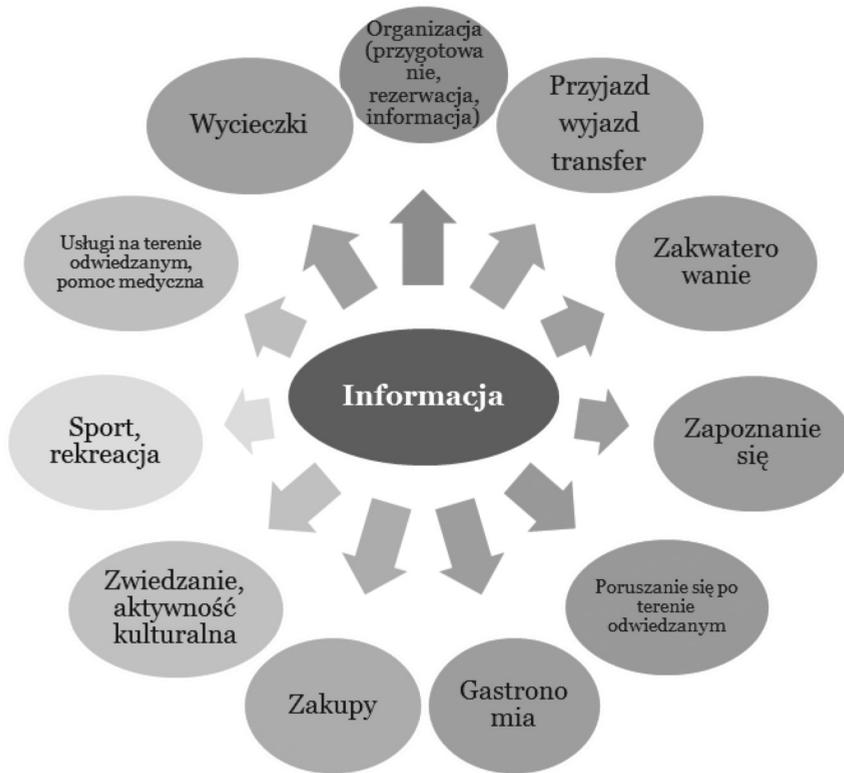 Organizacja
(przygotowa
nie,
rezerwacja,
informacja)
Przyjazd
wyjazd
transfer
Zakwatero
wanie
Zapoznanie
się
Poruszanie się po
terenie
odwiedzanym
Gastrono
mia
Zakupy
Zwiedzanie,
aktywność
kulturalna
Sport,
rekreacja
Usługi na terenie
odwiedzanym,
pomoc medyczna
Wycieczki
Informacja